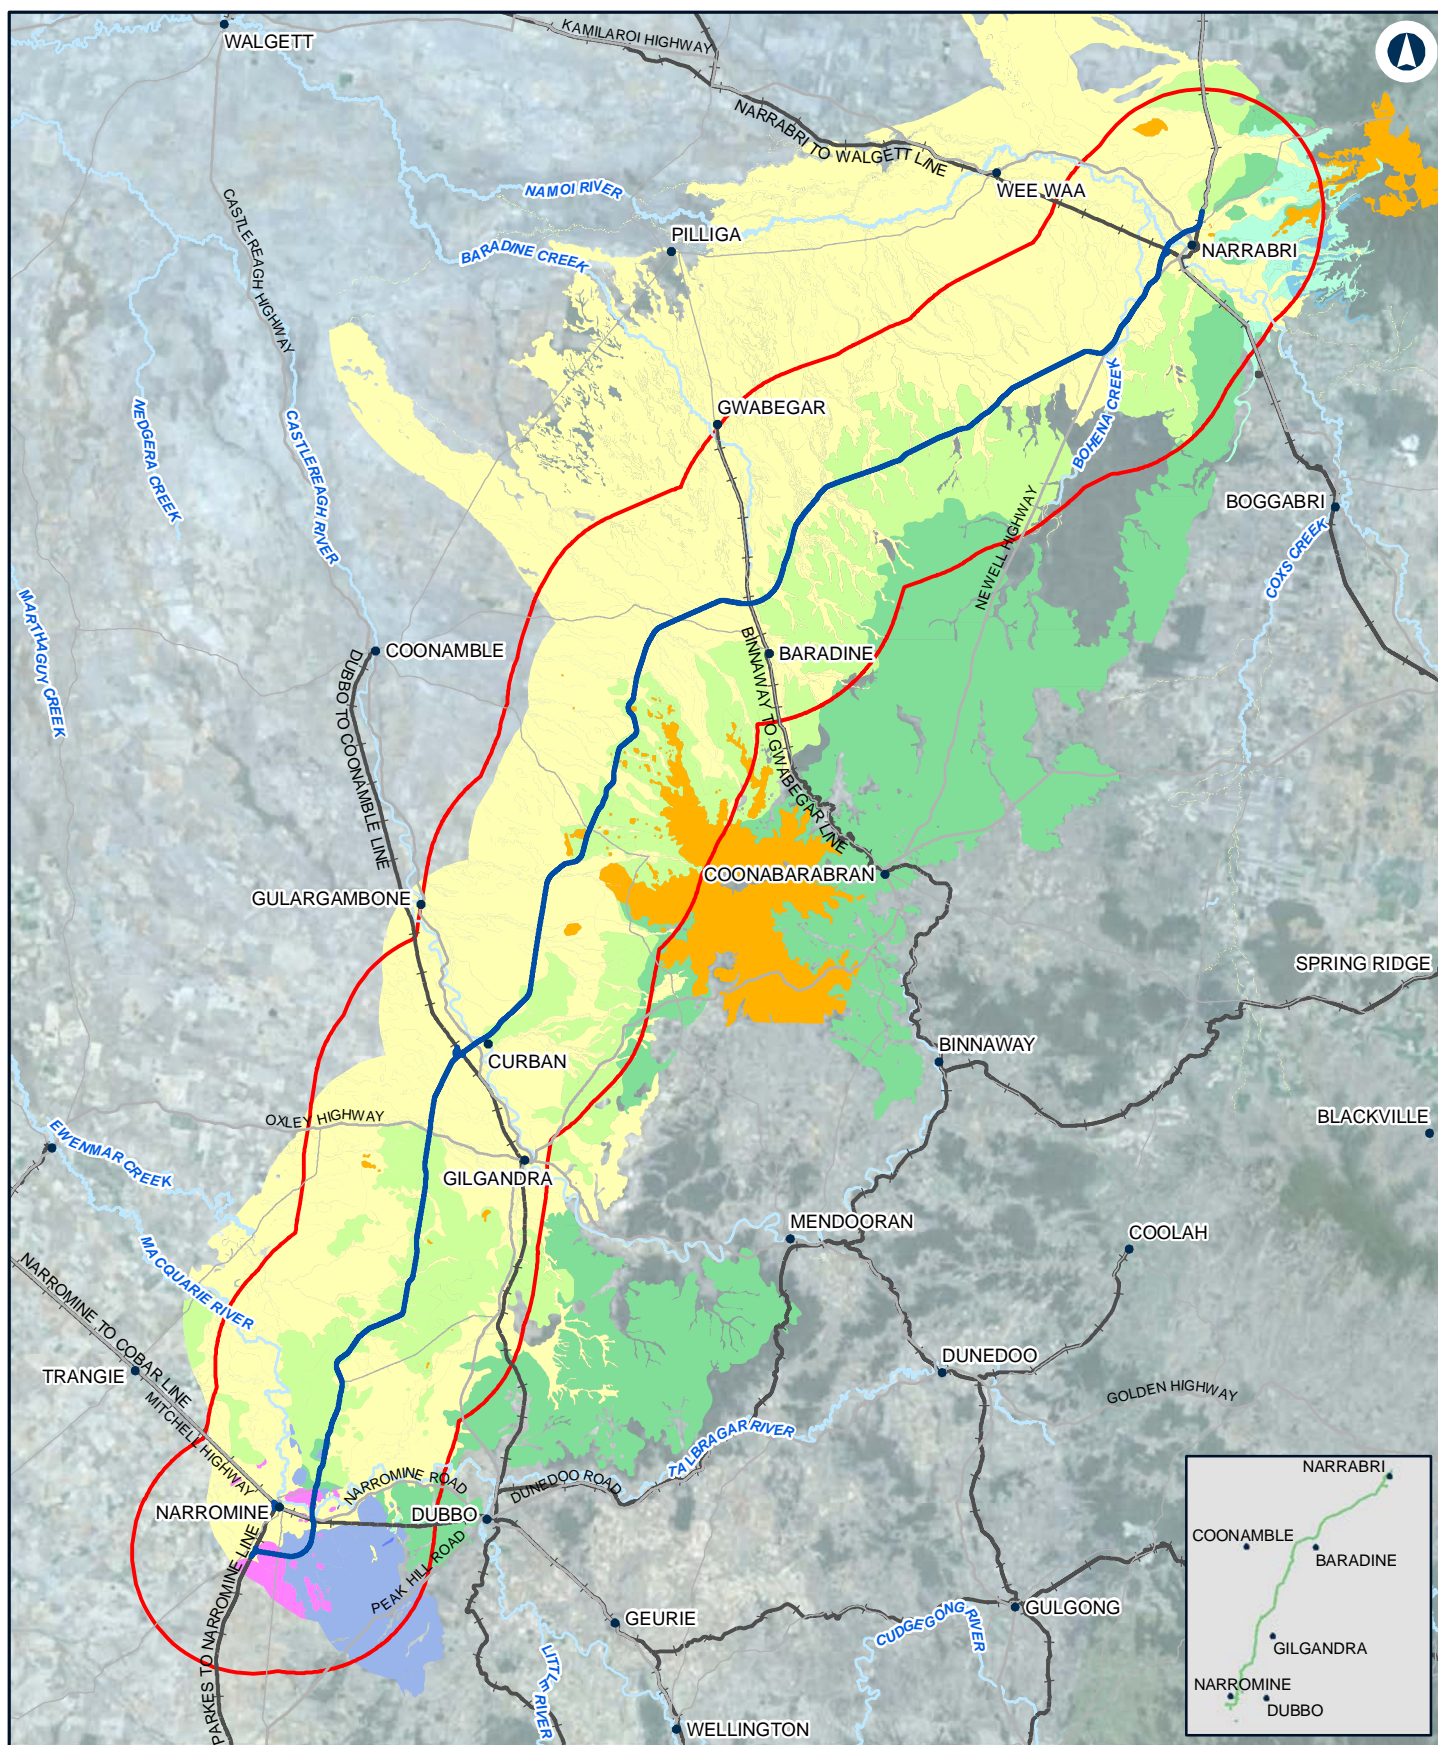 WALGETT
KAMILAROI HIGHWAY
NARRABRI TO WALGETT LINE
WEE WAA
NAMOI RIVER
CASTLEREAGH HIGHWAY
PILLIGA
BARADINE CREEK
NARRABRI
NEDGERA CREEK
CASTLEREAGH RIVER
GWABEGAR
BOHENA CREEK
BOGGABRI
NEWELL HIGHWAY
COXS CREEK
MARTHAGUY CREEK
COONAMBLE
BARADINE
DUBBO TO COONAMBLE LINE
BINNAWAY TO GWABEGAR LINE
COONABARABRAN
GULARGAMBONE
SPRING RIDGE
CURBAN
BINNAWAY
OXLEY HIGHWAY
BLACKVILLE
EWENMAR CREEK
GILGANDRA
MENDOORAN
COOLAH
MACQUARIE RIVER
NARROMINE TO COBAR LINE
TRANGIE
DUNEDOO
MITCHELL HIGHWAY
GOLDEN HIGHWAY
TALBRAGAR RIVER
NARROMINE ROAD
DUNEDOO ROAD
NARROMINE
DUBBO
PEAK HILL ROAD
PARKES TO NARROMINE LINE
GEURIE
GULGONG
CUDGEGONG RIVER
LITTLE RIVER
WELLINGTON
NARRABRI
COONAMBLE
BARADINE
GILGANDRA
NARROMINE
DUBBO